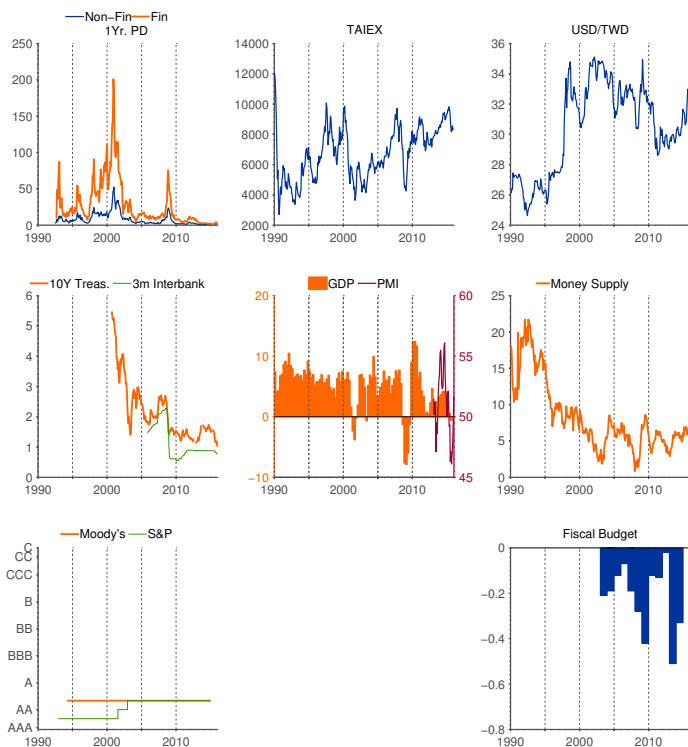 Non−Fin Fin
1Yr. PD
250
200
150
100
50
0
1990 2000 2010
TAIEX
14000
12000
10000
8000
6000
4000
2000
1990 2000 2010
USD/TWD
36
34
32
30
28
26
24
1990 2000 2010
10Y Treas. 3m Interbank
6
5
4
3
2
1
0
1990 2000 2010
GDP PMI
20
10
0
−10
60
55
50
45
1990 2000 2010
Money Supply
25
20
15
10
5
0
1990 2000 2010
Moody's S&P
C
CC
CCC
B
BB
BBB
A
AA
AAA
1990 2000 2010
Fiscal Budget
0
−0.2
−0.4
−0.6
−0.8
1990 2000 2010